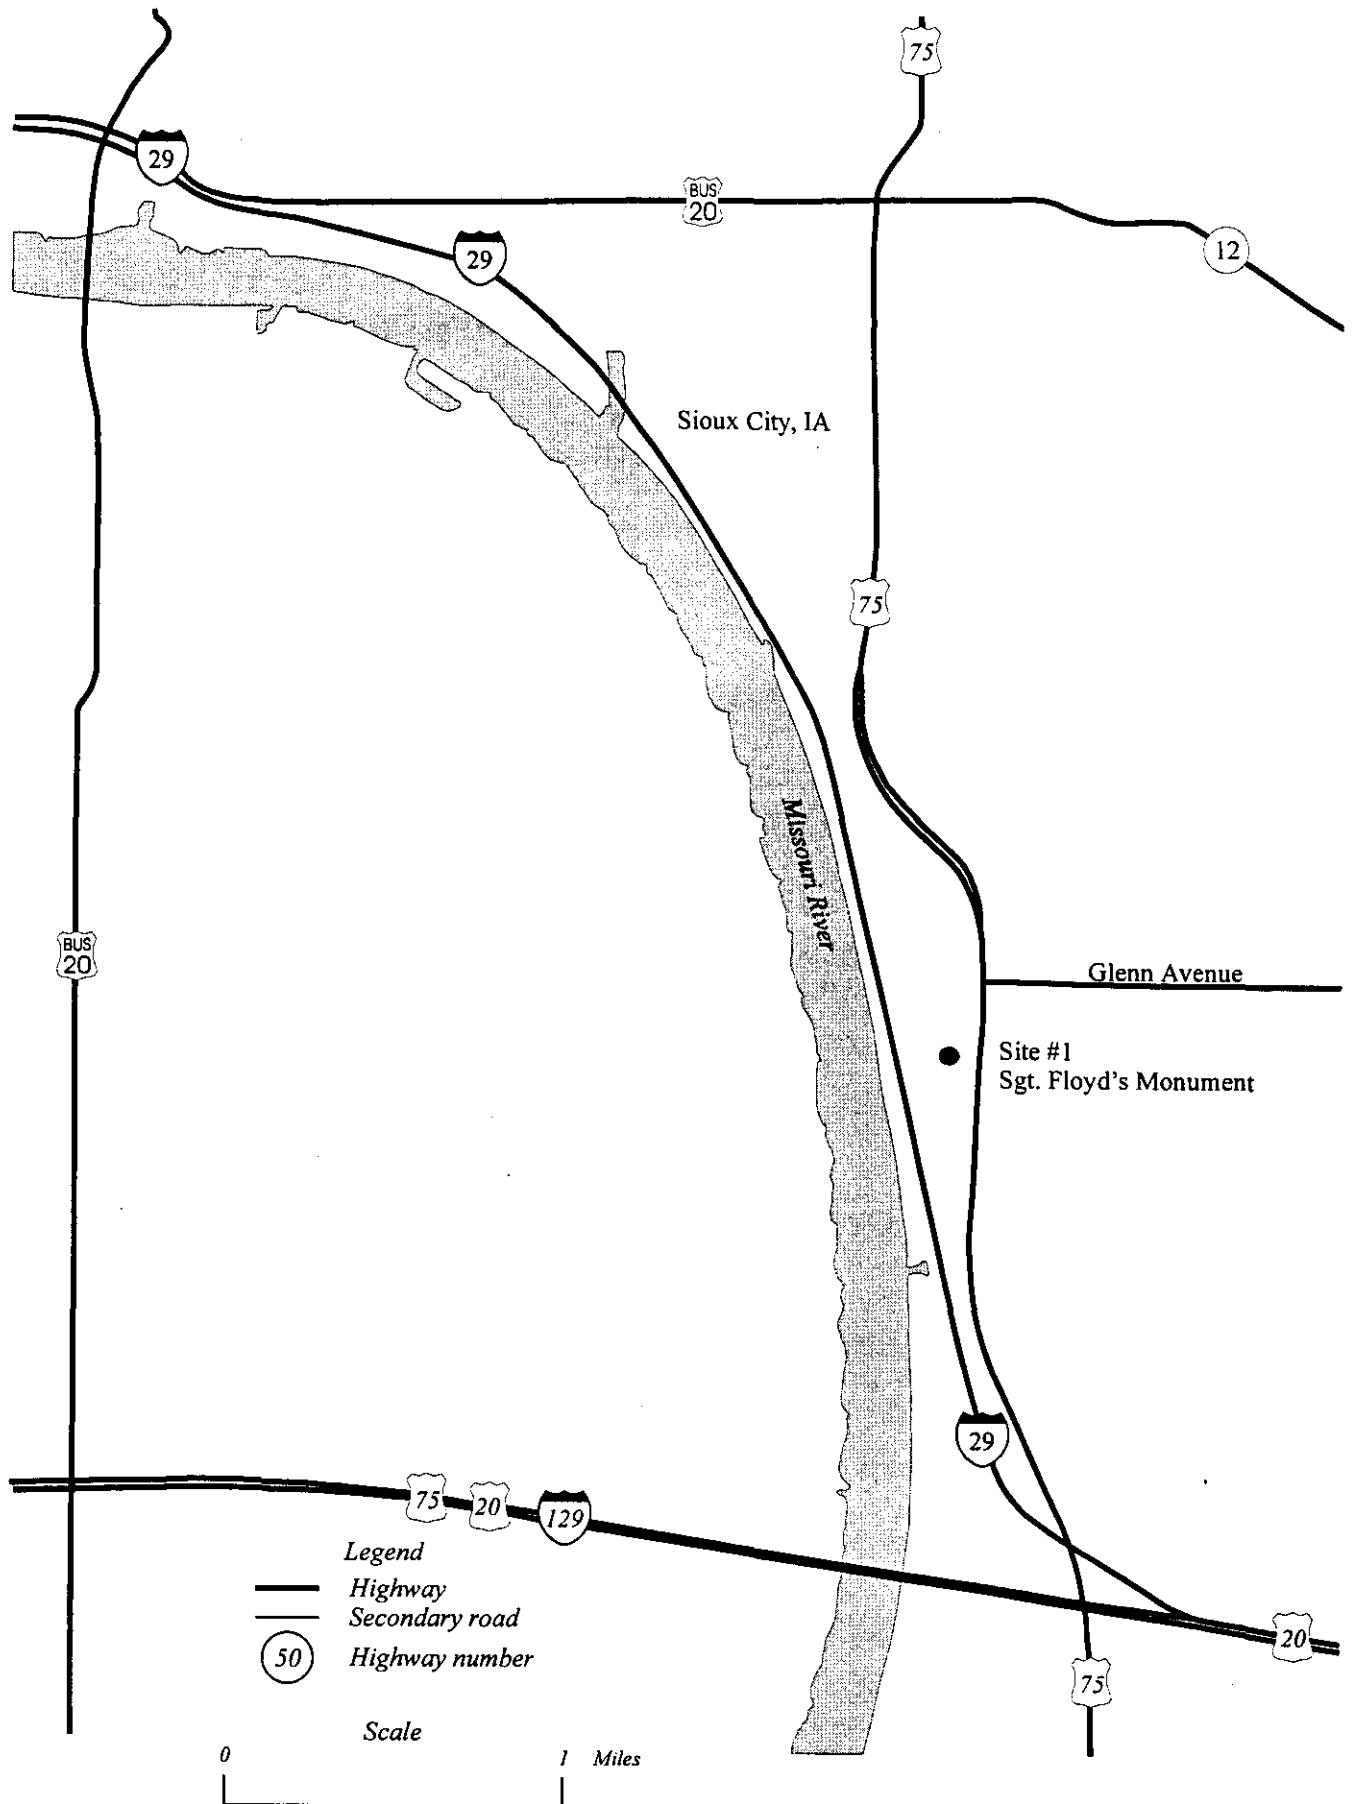 75
29
BUS
20
12
29
Sioux City, IA
75
Missouri River
BUS
20
Glenn Avenue
Site #1
Sgt. Floyd's Monument
29
75
20
129
Legend
Highway
Secondary road
50
Highway number
20
75
Scale
0
1 Miles